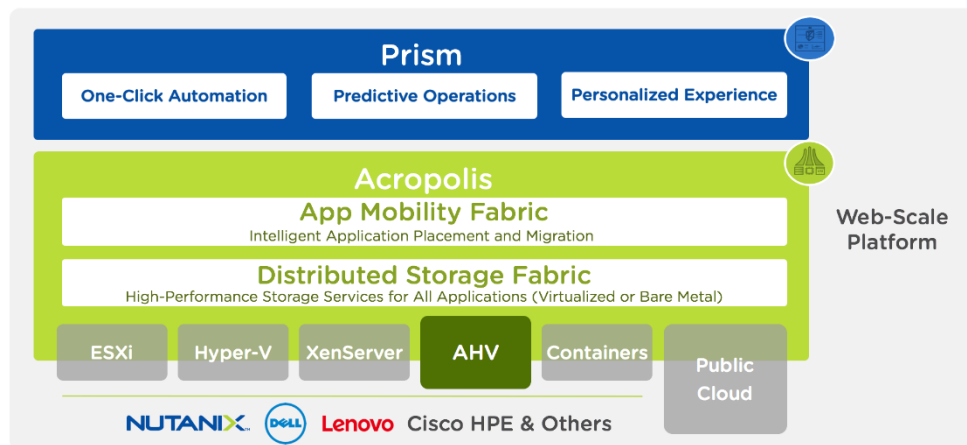 Prism
One-Click Automation
Predictive Operations
Personalized Experience
Acropolis
App Mobility Fabric
Intelligent Application Placement and Migration
Distributed Storage Fabric
High-Performance Storage Services for All Applications (Virtualized or Bare Metal)
Web-Scale
Platform
ESXi
Hyper-V
XenServer
AHV
Containers
Public
Cloud
NUTANIX
DELL
Lenovo
Cisco HPE & Others